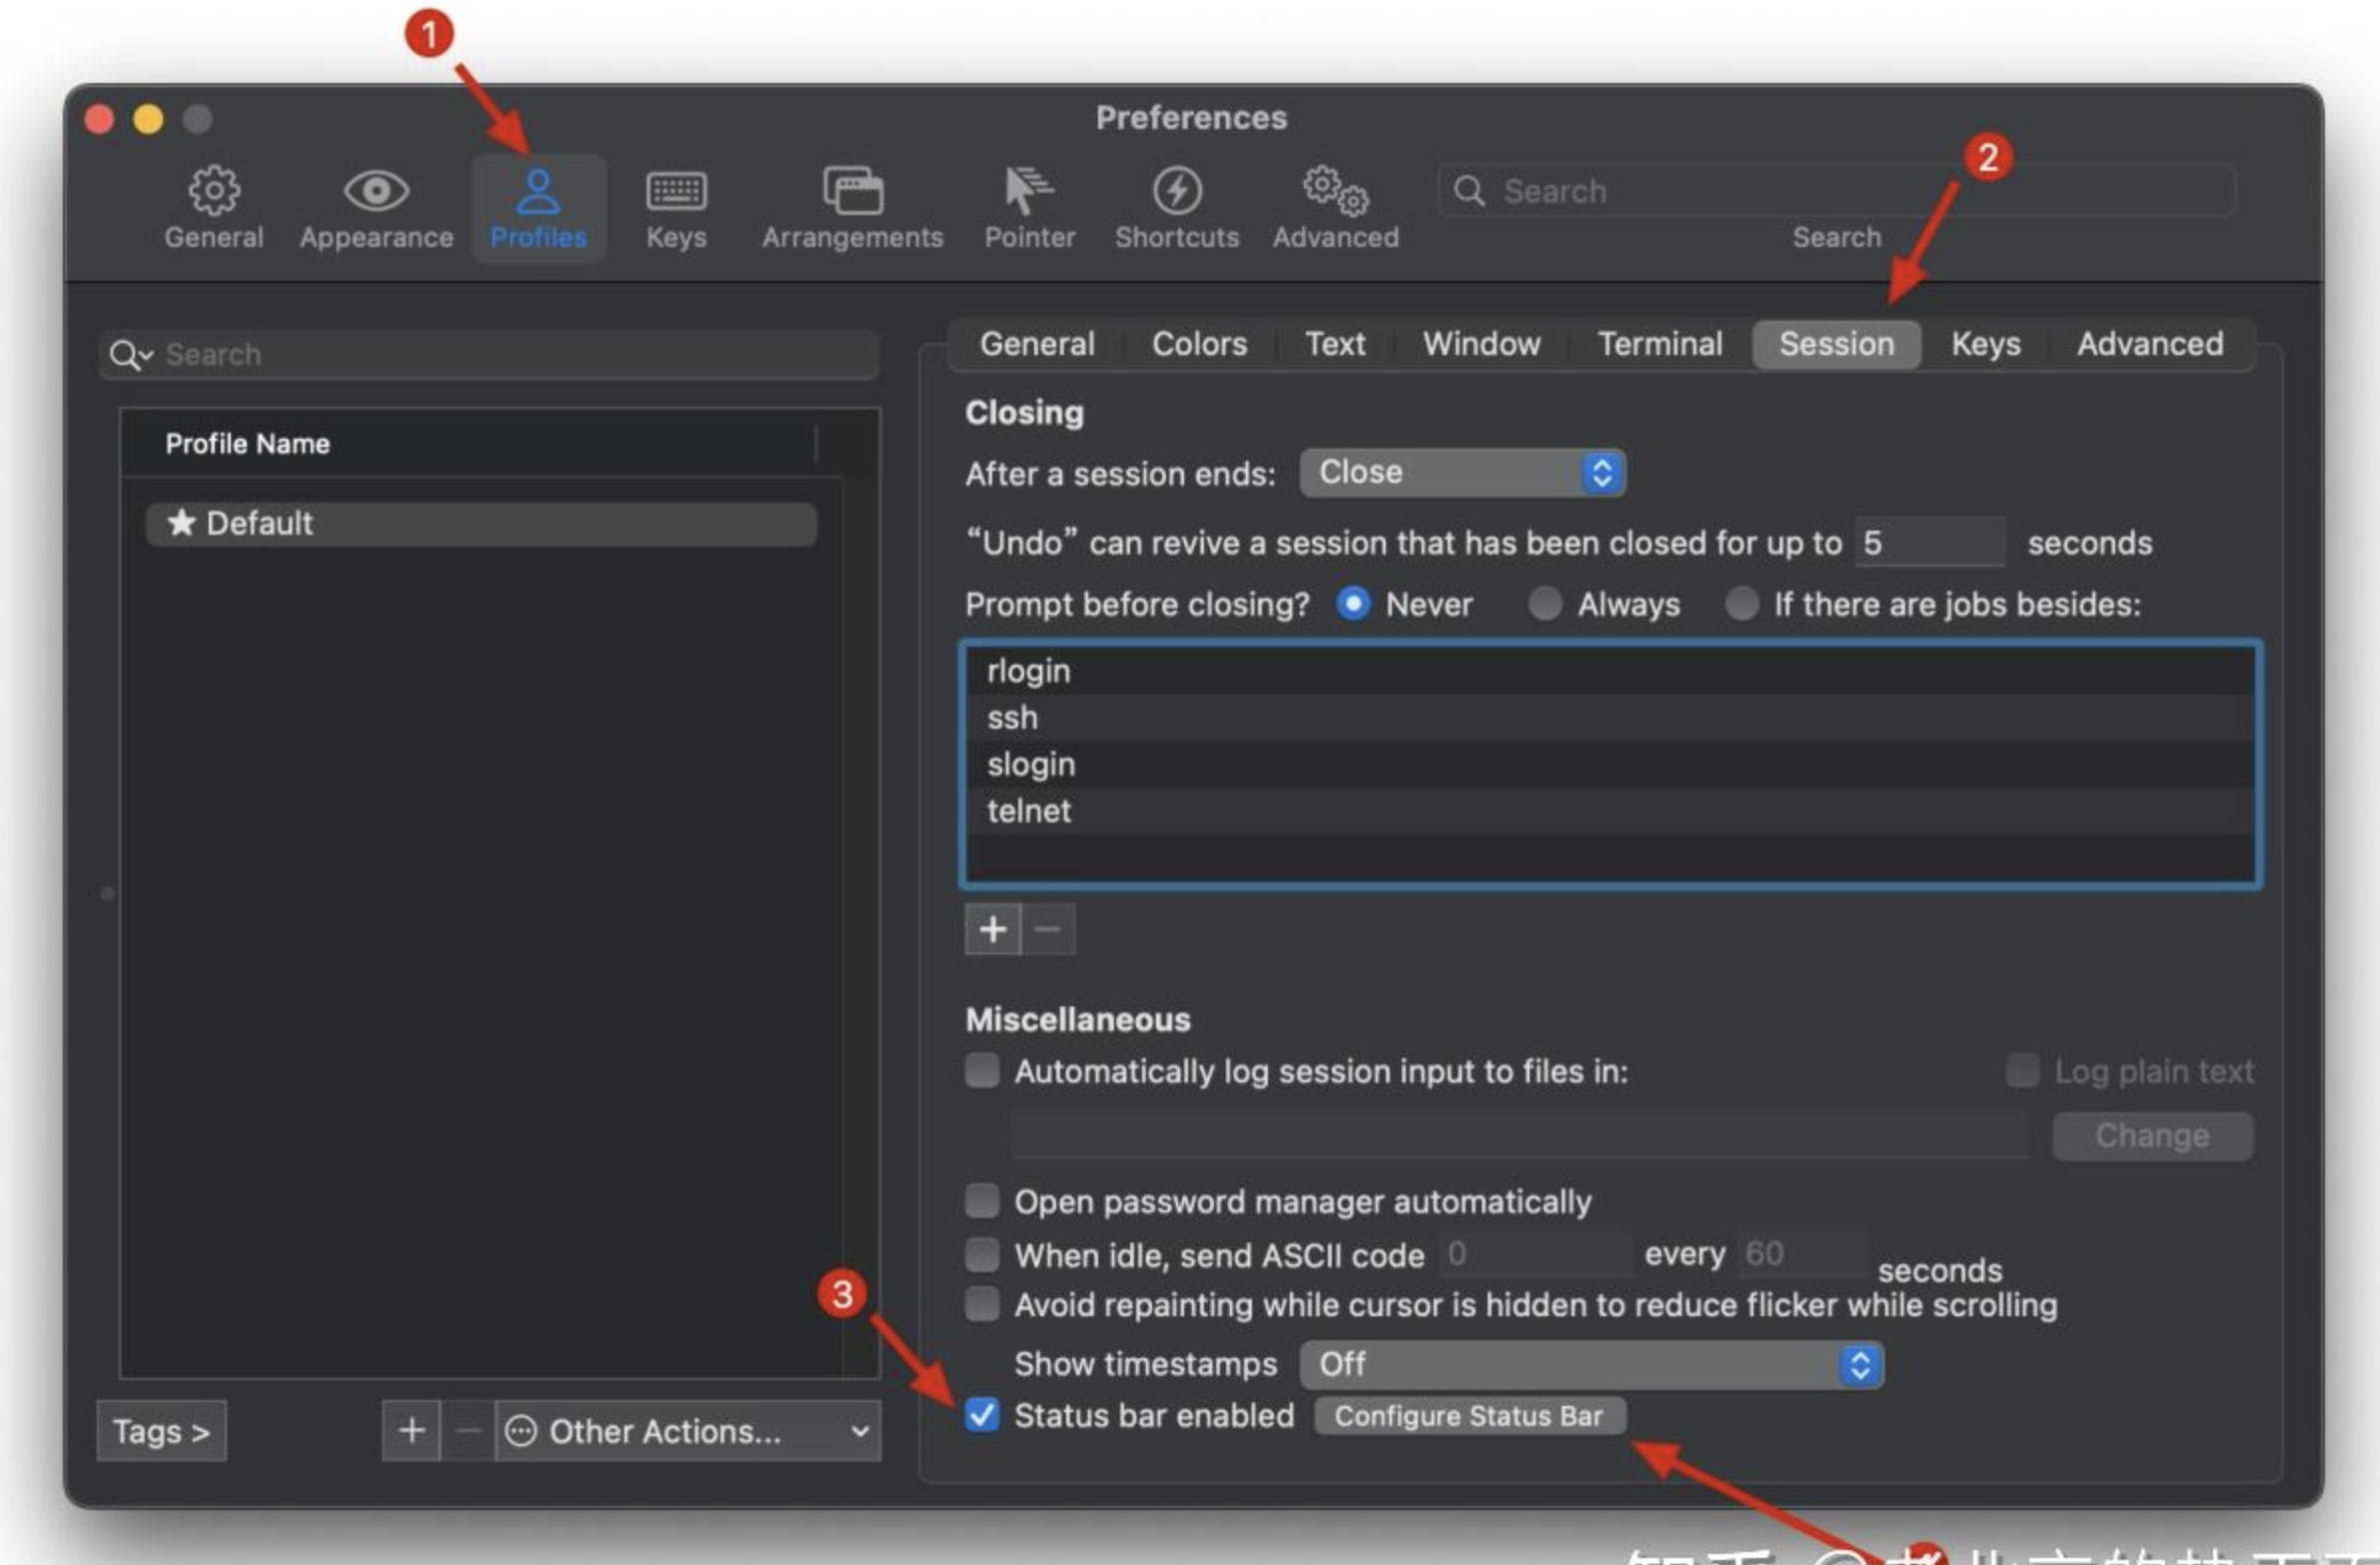 1
Preferences
2
General Appearance Profiles Keys Arrangements Pointer Shortcuts Advanced Search
Search
Search
General Colors Text Window Terminal Session Keys Advanced
Profile Name
★ Default
Closing
After a session ends: Close
“Undo” can revive a session that has been closed for up to 5 seconds
Prompt before closing? Never Always If there are jobs besides:
rlogin
ssh
slogin
telnet
Miscellaneous
Automatically log session input to files in: Log plain text
Change
Open password manager automatically
When idle, send ASCII code 0 every 60 seconds
3
Avoid repainting while cursor is hidden to reduce flicker while scrolling
Show timestamps Off
Status bar enabled Configure Status Bar
Tags > + − Other Actions...